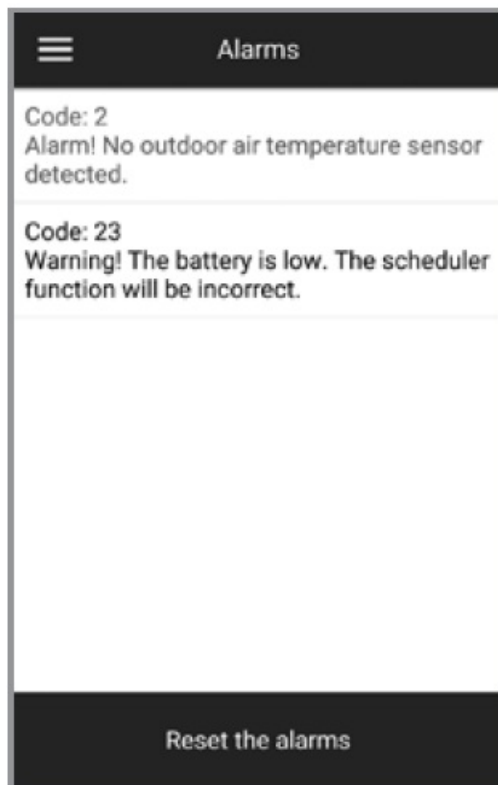 Alarms
Code: 2
Alarm! No outdoor air temperature sensor
detected.
Code: 23
Warning! The battery is low. The scheduler
function will be incorrect.
Reset the alarms